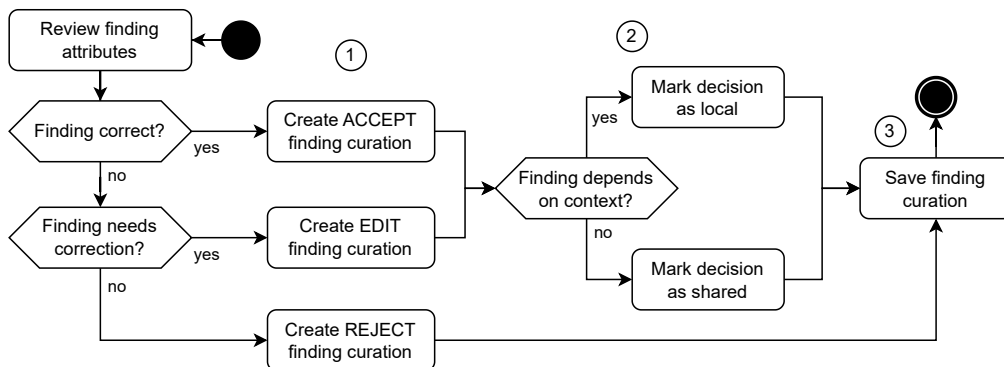 Review finding
attributes
1
2
3
Finding correct?
yes
no
Create ACCEPT
finding curation
Finding needs
correction?
yes
no
Create EDIT
finding curation
Create REJECT
finding curation
Finding depends
on context?
yes
no
Mark decision
as local
Mark decision
as shared
Save finding
curation